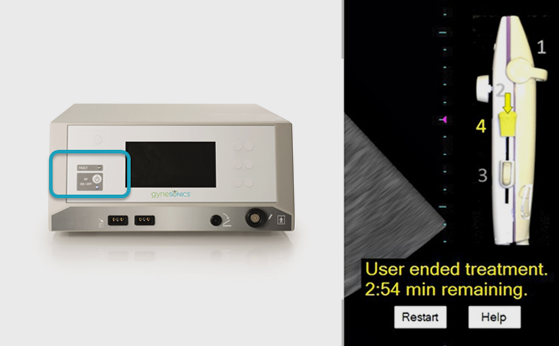 gynesonics
1
2
4
3
User ended treatment.
2:54 min remaining.
Restart
Help